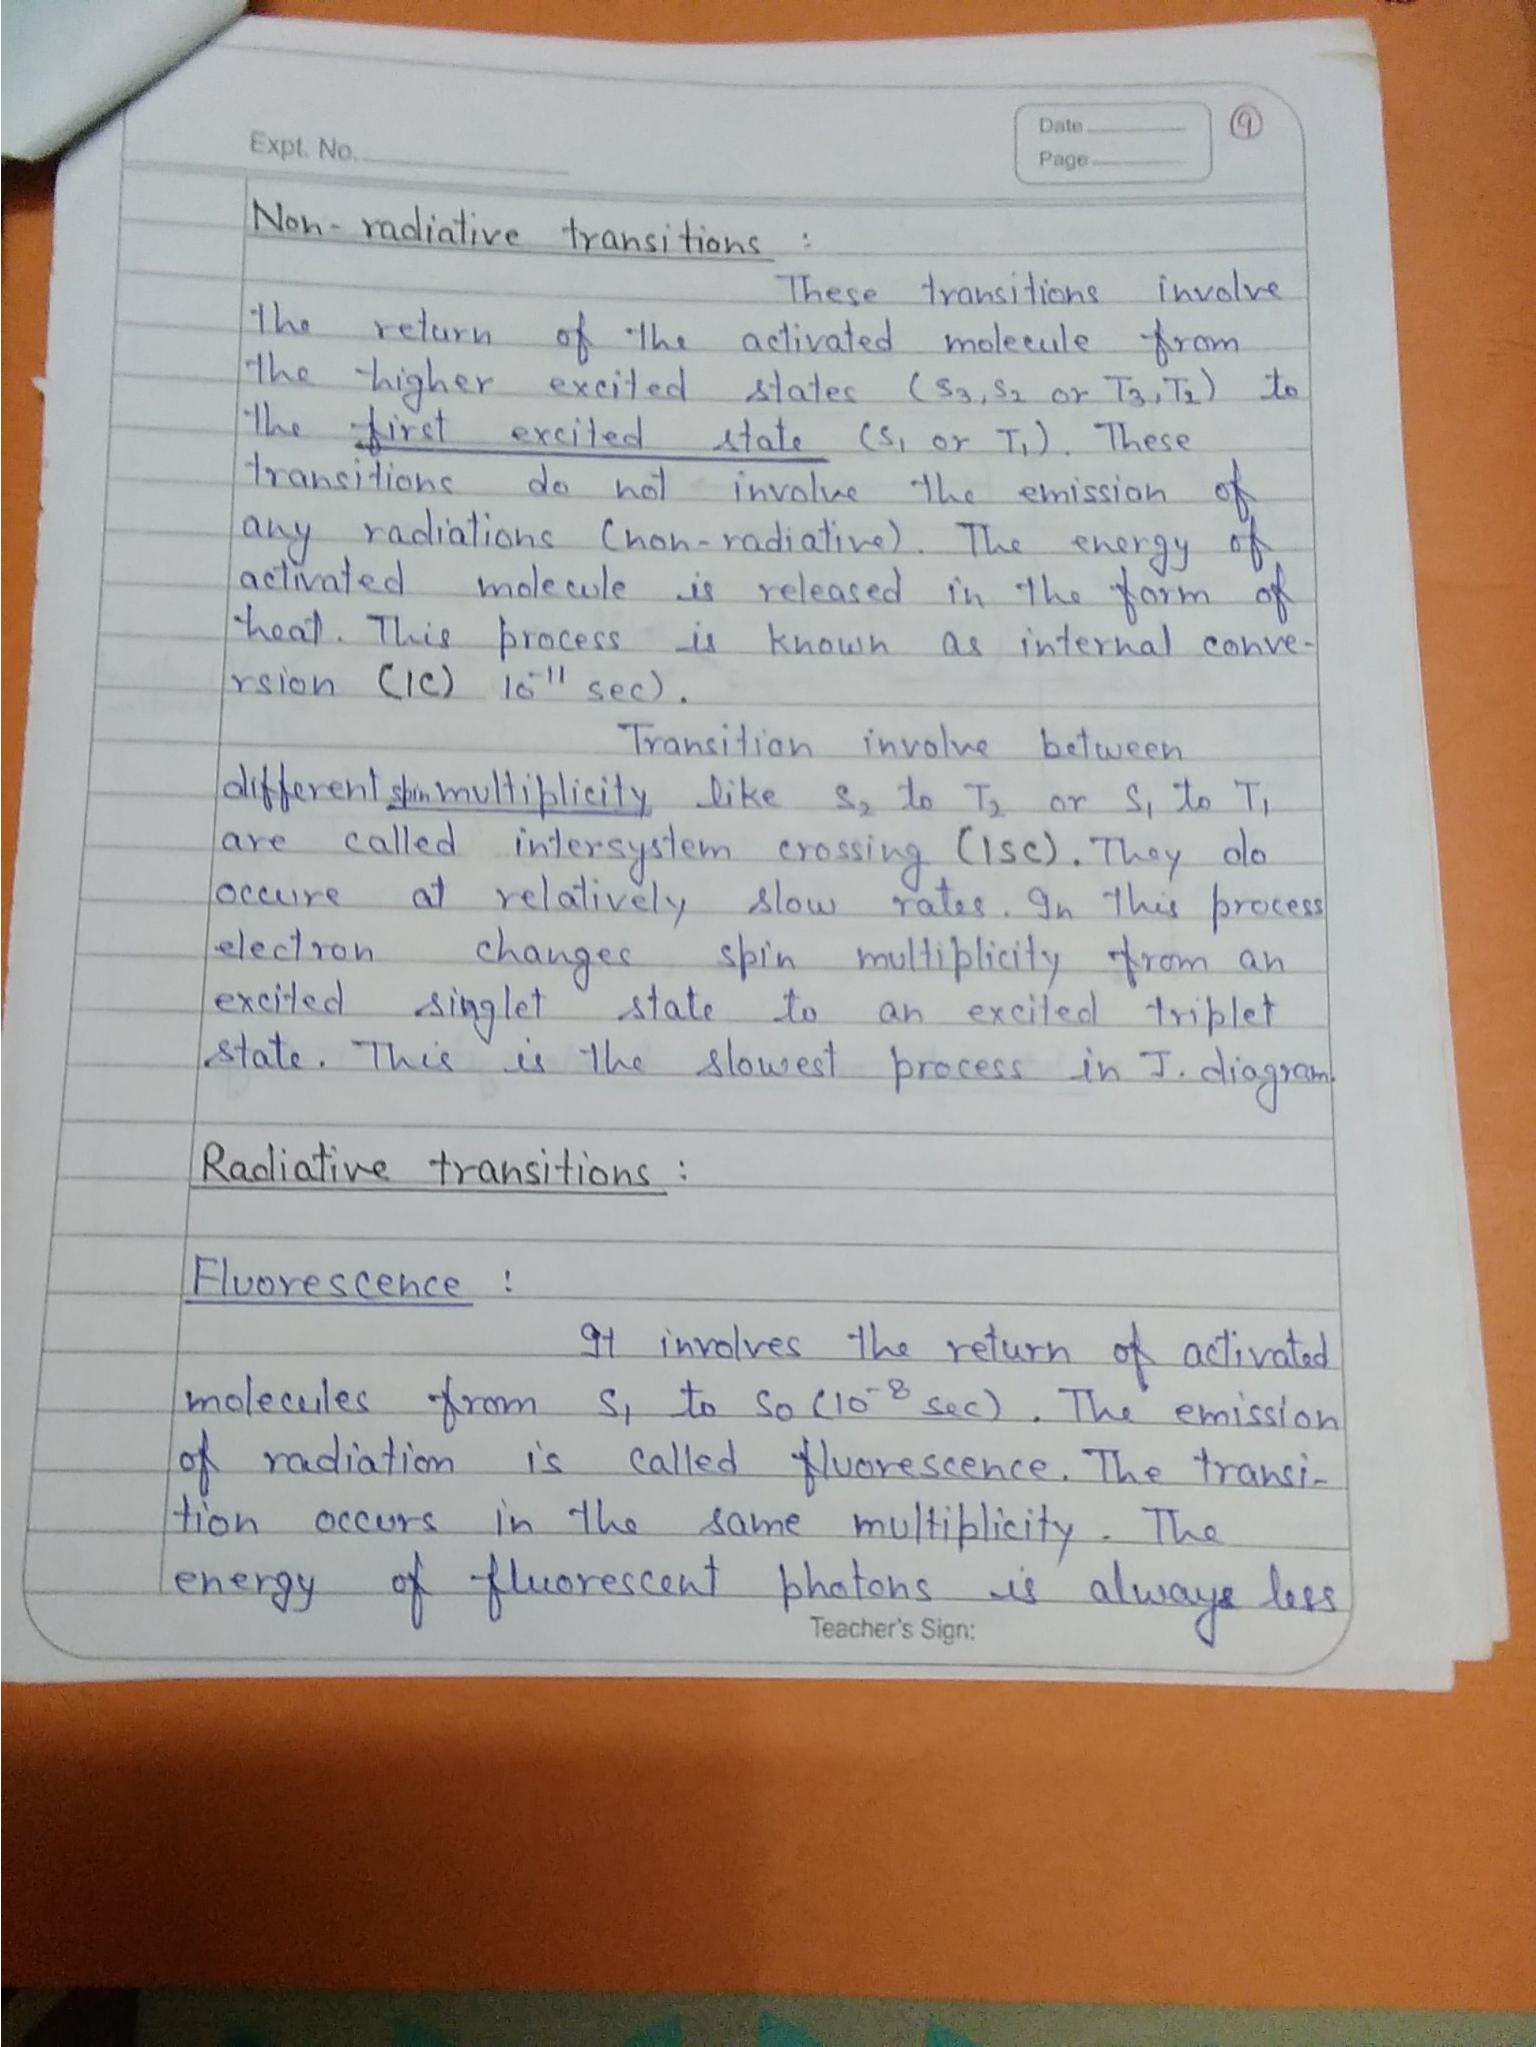 Expt. No.
Date
Page
9
Non-radiative transitions :
These transitions involve
the return of the activated molecule from
the higher excited states (S3, S2 or T3, T2) to
the first excited state (S1 or T1). These
transitions do not involve the emission of
any radiations (non-radiative). The energy of
activated molecule is released in the form of
heat. This process is known as internal conve-
rsion (IC) 10⁻¹¹ sec).
Transition involve between
different spin multiplicity like S2 to T2 or S1 to T1
are called intersystem crossing (ISC). They do
occure at relatively slow rates. In this process
electron changes spin multiplicity from an
excited singlet state to an excited triplet
state. This is the slowest process in J. diagram.
Radiative transitions :
Fluorescence :
It involves the return of activated
molecules from S1 to S0 (10⁻⁸ sec). The emission
of radiation is called fluorescence. The transi-
tion occurs in the same multiplicity. The
energy of fluorescent photons is always less
Teacher's Sign: